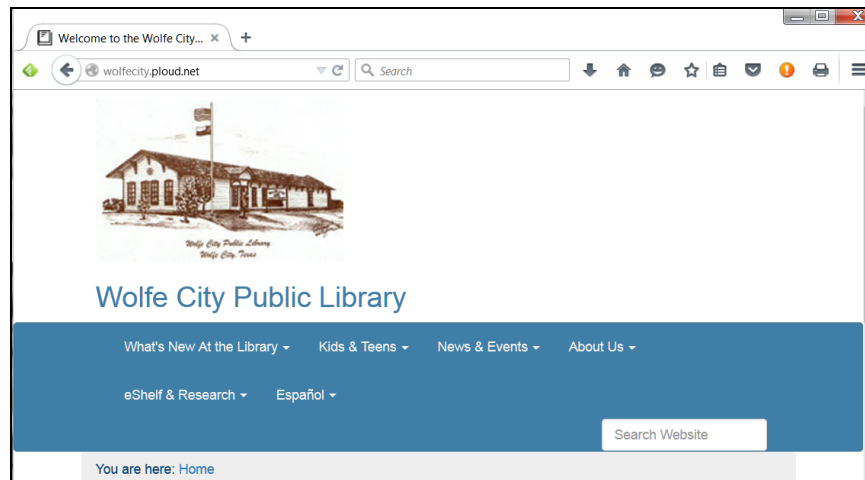 Welcome to the Wolfe City...
wolfecity.ploud.net
Search
Wolfe City Public Library
Wolfe City, Texas
Wolfe City Public Library
What's New At the Library Kids & Teens News & Events About Us
eShelf & Research Español
Search Website
You are here: Home